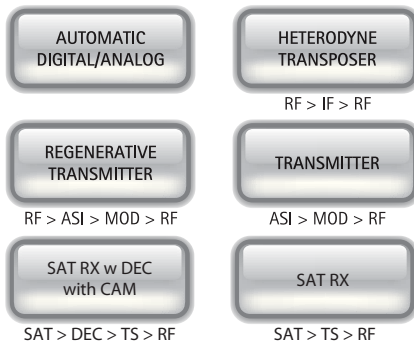 AUTOMATIC
DIGITAL/ANALOG
HETERODYNE
TRANSPOSER
RF > IF > RF
REGENERATIVE
TRANSMITTER
RF > ASI > MOD > RF
TRANSMITTER
ASI > MOD > RF
SAT RX w DEC
with CAM
SAT > DEC > TS > RF
SAT RX
SAT > TS > RF